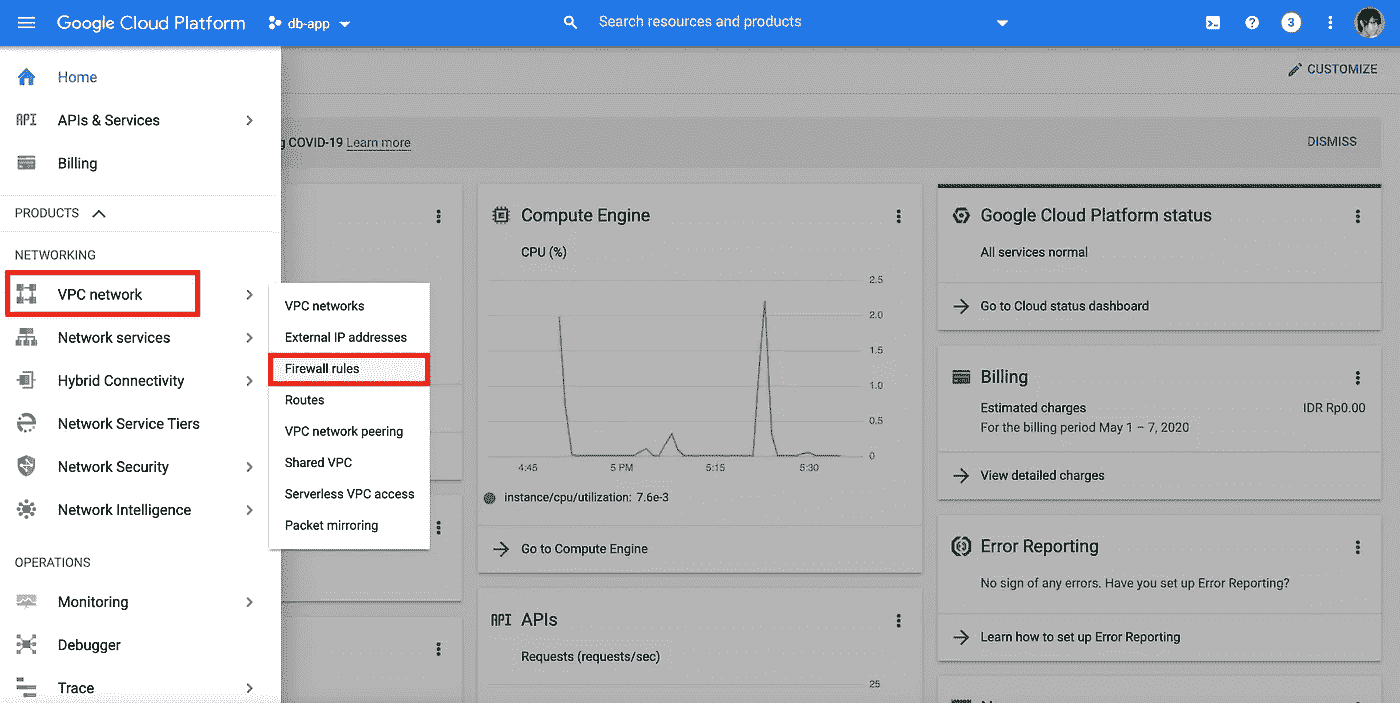 Google Cloud Platform
db-app
Search resources and products
3
Home
API
APIs & Services
Billing
PRODUCTS
NETWORKING
VPC network
Network services
Hybrid Connectivity
Network Service Tiers
Network Security
Network Intelligence
OPERATIONS
Monitoring
Debugger
Trace
VPC networks
External IP addresses
Firewall rules
Routes
VPC network peering
Shared VPC
Serverless VPC access
Packet mirroring
CUSTOMIZE
COVID-19 Learn more
DISMISS
Compute Engine
CPU (%)
2.5
2.0
1.5
1.0
0.5
0
4:45
5 PM
5:15
5:30
instance/cpu/utilization: 7.6e-3
Go to Compute Engine
API
APIs
Requests (requests/sec)
25
Google Cloud Platform status
All services normal
Go to Cloud status dashboard
Billing
Estimated charges
IDR Rp0.00
For the billing period May 1 – 7, 2020
View detailed charges
Error Reporting
No sign of any errors. Have you set up Error Reporting?
Learn how to set up Error Reporting